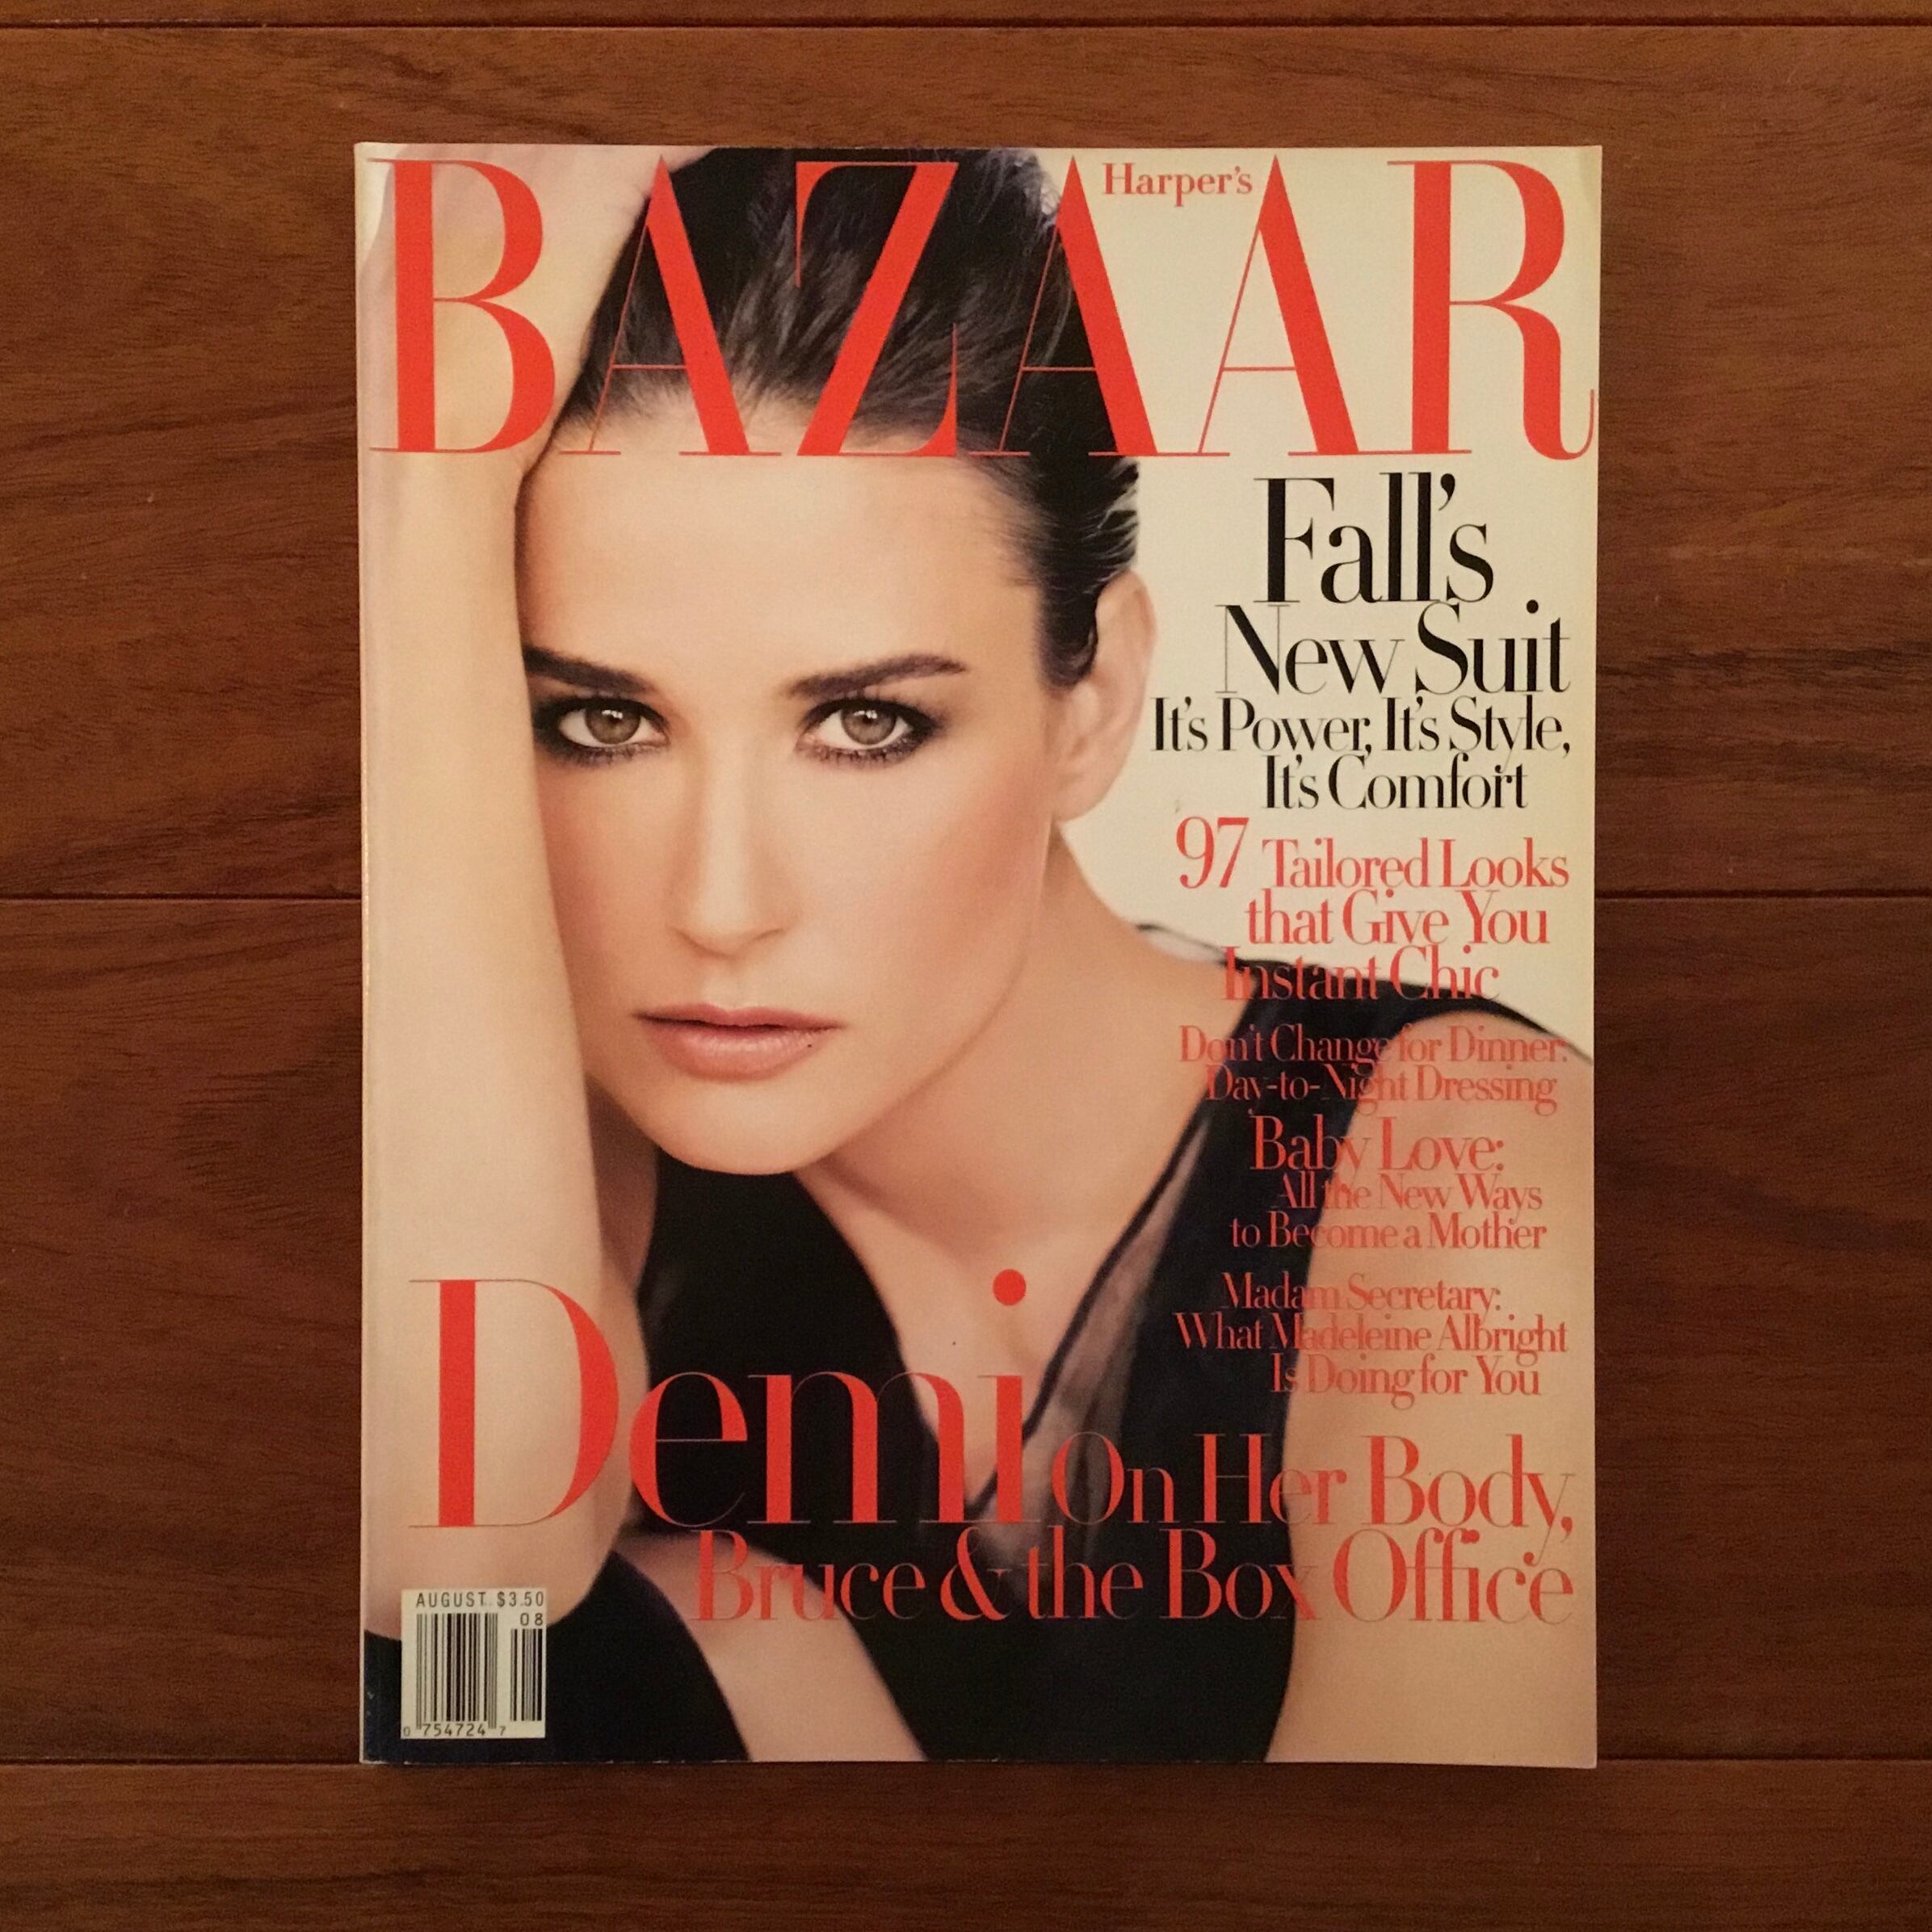 Harper's
BAZAAR
Fall's
New Suit
It's Power, It's Style,
It's Comfort
97 Tailored Looks
that Give You
Instant Chic
Don't Change for Dinner:
Day-to-Night Dressing
Baby Love:
All the New Ways
to Become a Mother
Madam Secretary:
What Madeleine Albright
Is Doing for You
Demi On Her Body,
Bruce & the Box Office
AUGUST $3.50
08
0 754724 7